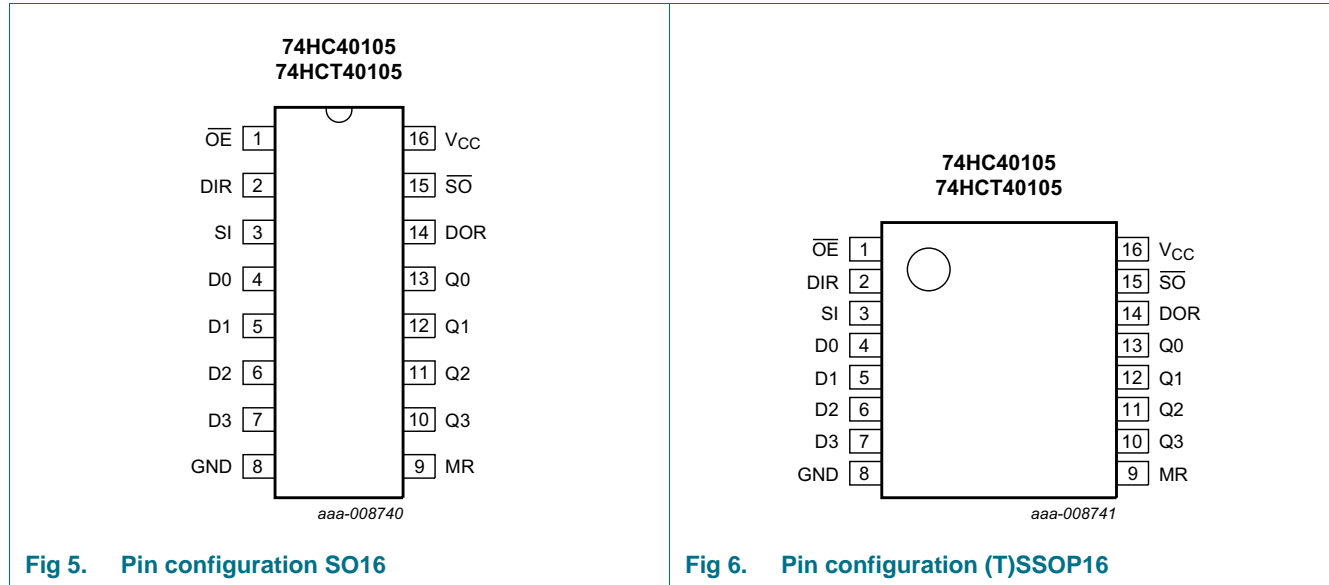 74HC40105
74HCT40105
OE 1 16 VCC
DIR 2 15 SO
SI 3 14 DOR
D0 4 13 Q0
D1 5 12 Q1
D2 6 11 Q2
D3 7 10 Q3
GND 8 9 MR
aaa-008740
Fig 5. Pin configuration SO16
74HC40105
74HCT40105
OE 1 16 VCC
DIR 2 15 SO
SI 3 14 DOR
D0 4 13 Q0
D1 5 12 Q1
D2 6 11 Q2
D3 7 10 Q3
GND 8 9 MR
aaa-008741
Fig 6. Pin configuration (T)SSOP16